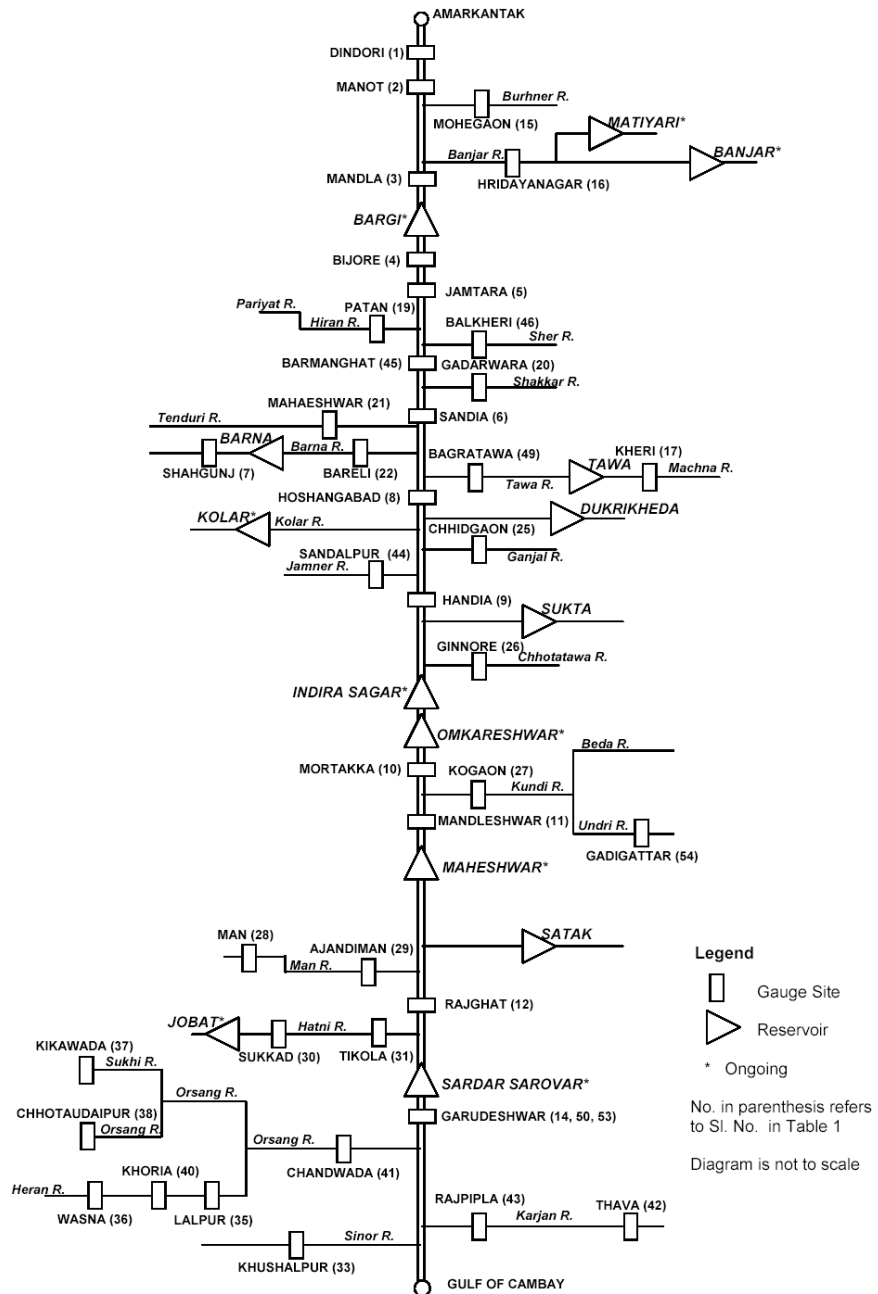 AMARKANTAK
DINDORI (1)
MANOT (2)
Burhner R.
MOHEGAON (15)
MATIYARI*
Banjar R.
BANJAR*
MANDLA (3)
HRIDAYANAGAR (16)
BARGI*
BIJORE (4)
JAMTARA (5)
Pariyat R.
PATAN (19)
Hiran R.
BALKHERI (46)
Sher R.
BARMANGHAT (45)
GADARWARA (20)
Shakkar R.
MAHAESHWAR (21)
Tenduri R.
SANDIA (6)
BARNA
Barna R.
SHAHGUNJ (7)
BARELI (22)
BAGRATAWA (49)
KHERI (17)
TAWA
Tawa R.
Machna R.
HOSHANGABAD (8)
KOLAR*
Kolar R.
DUKRIKHEDA
CHHIDGAON (25)
Ganjal R.
SANDALPUR (44)
Jamner R.
HANDIA (9)
SUKTA
GINNORE (26)
Chhotatawa R.
INDIRA SAGAR*
OMKARESHWAR*
MORTAKKA (10)
KOGAON (27)
Kundi R.
Beda R.
MANDLESHWAR (11)
Undri R.
GADIGATTAR (54)
MAHESHWAR*
MAN (28)
AJANDIMAN (29)
Man R.
SATAK
RAJGHAT (12)
JOBAT*
Hatni R.
SUKKAD (30)
TIKOLA (31)
KIKAWADA (37)
Sukhi R.
SARDAR SAROVAR*
Orsang R.
CHHOTAUDAIPUR (38)
Orsang R.
GARUDESHWAR (14, 50, 53)
Orsang R.
CHANDWADA (41)
KHORIA (40)
Heran R.
WASNA (36)
LALPUR (35)
RAJPIPLA (43)
Karjan R.
THAVA (42)
Sinor R.
KHUSHALPUR (33)
GULF OF CAMBAY
Legend
Gauge Site
Reservoir
* Ongoing
No. in parenthesis refers
to Sl. No. in Table 1
Diagram is not to scale